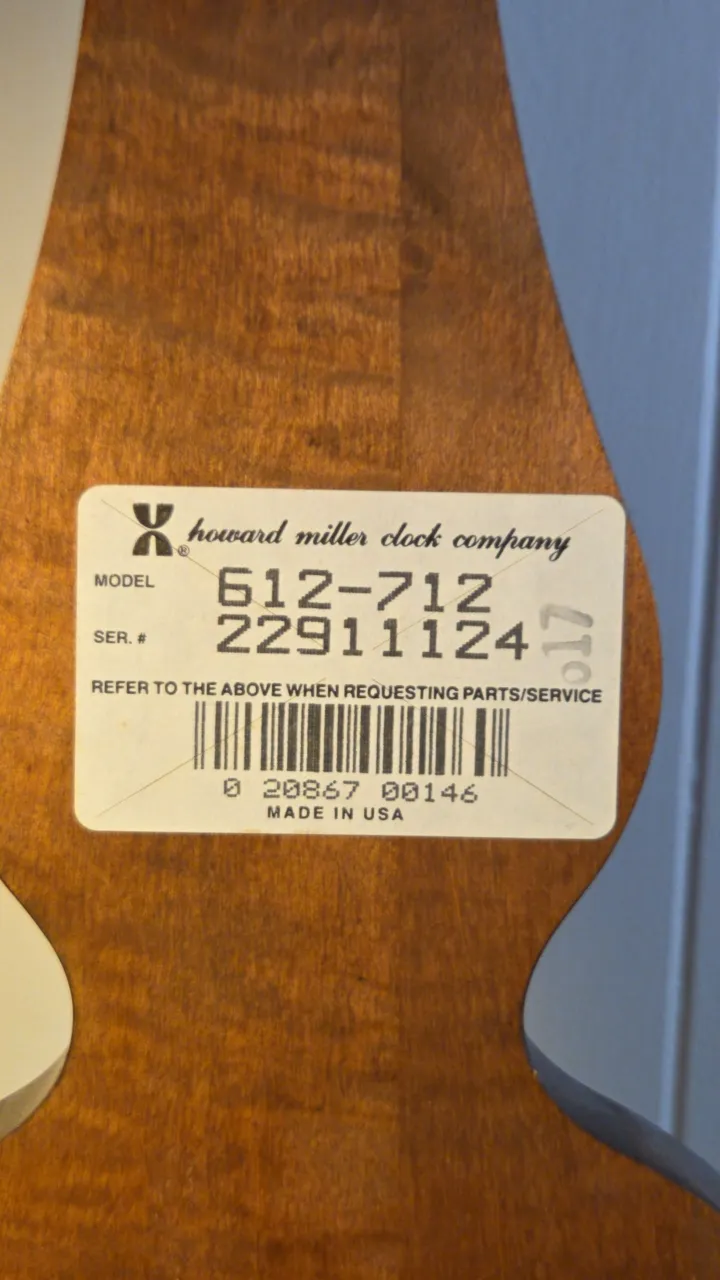 howard miller clock company
®
MODEL 612-712
SER. # 22911124
017
REFER TO THE ABOVE WHEN REQUESTING PARTS/SERVICE
0 20867 00146
MADE IN USA